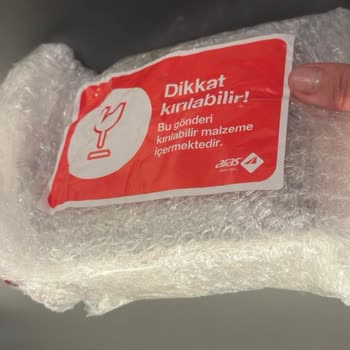 Dikkat
kırılabilir!
Bu gönderi
kırılabilir malzeme
içermektedir.
aras